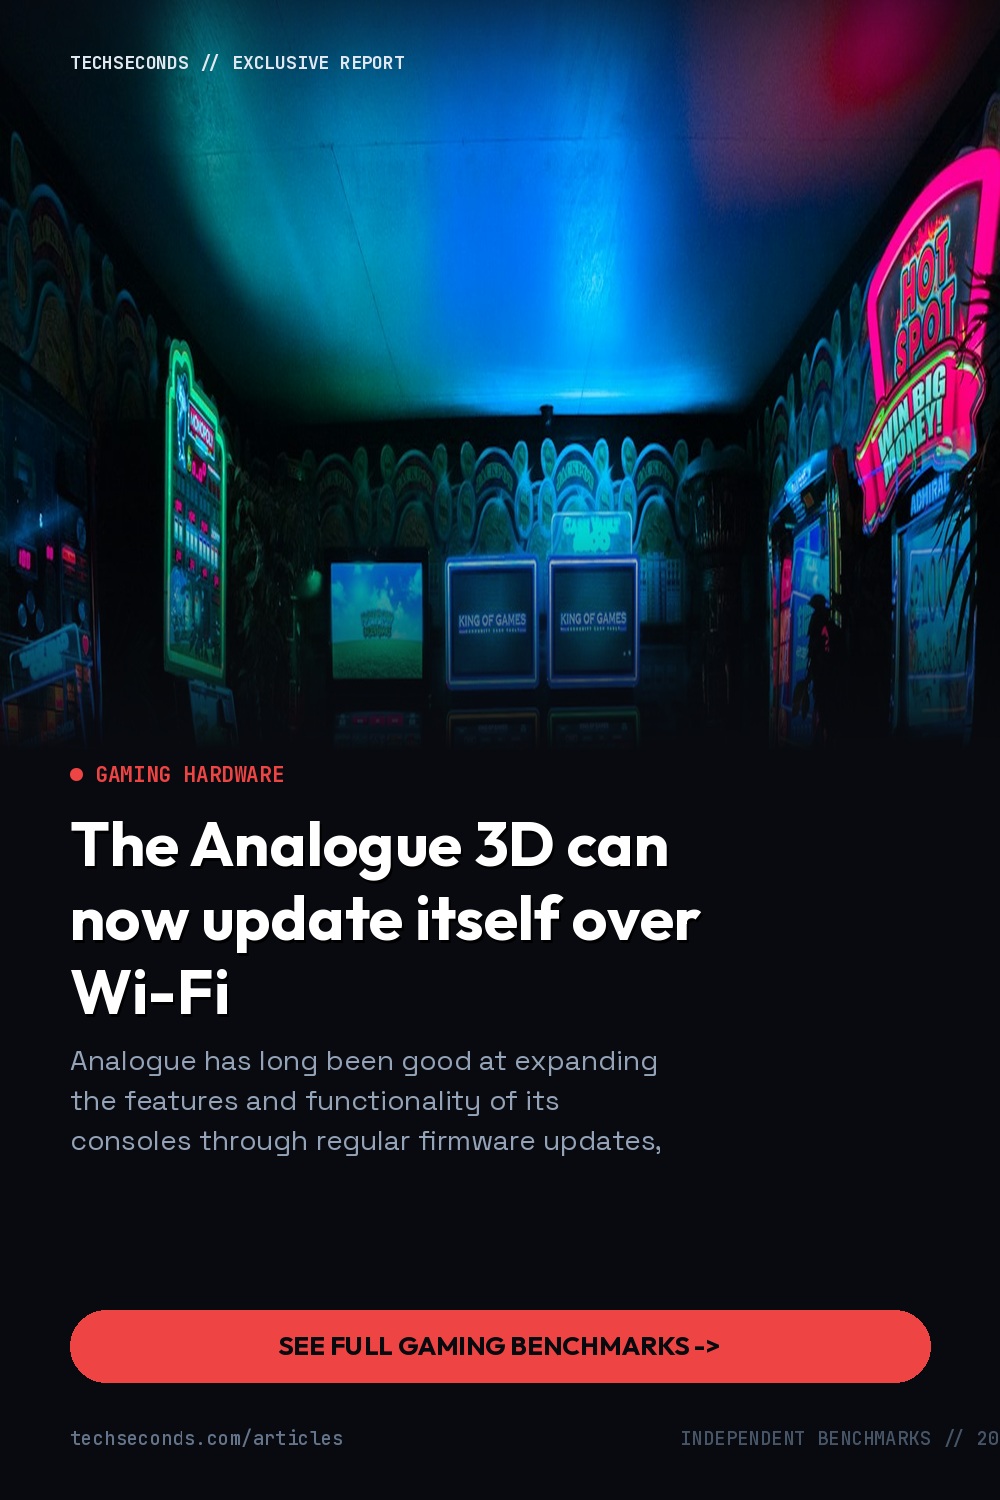 TECHSECONDS // EXCLUSIVE REPORT
HOT
SPOT
WIN BIG
MONEY!
ADMIRAL
MONOPOLY
KING OF GAMES
KING OF GAMES
GAMING HARDWARE
The Analogue 3D can
now update itself over
Wi-Fi
Analogue has long been good at expanding
the features and functionality of its
consoles through regular firmware updates,
SEE FULL GAMING BENCHMARKS ->
techseconds.com/articles
INDEPENDENT BENCHMARKS // 20